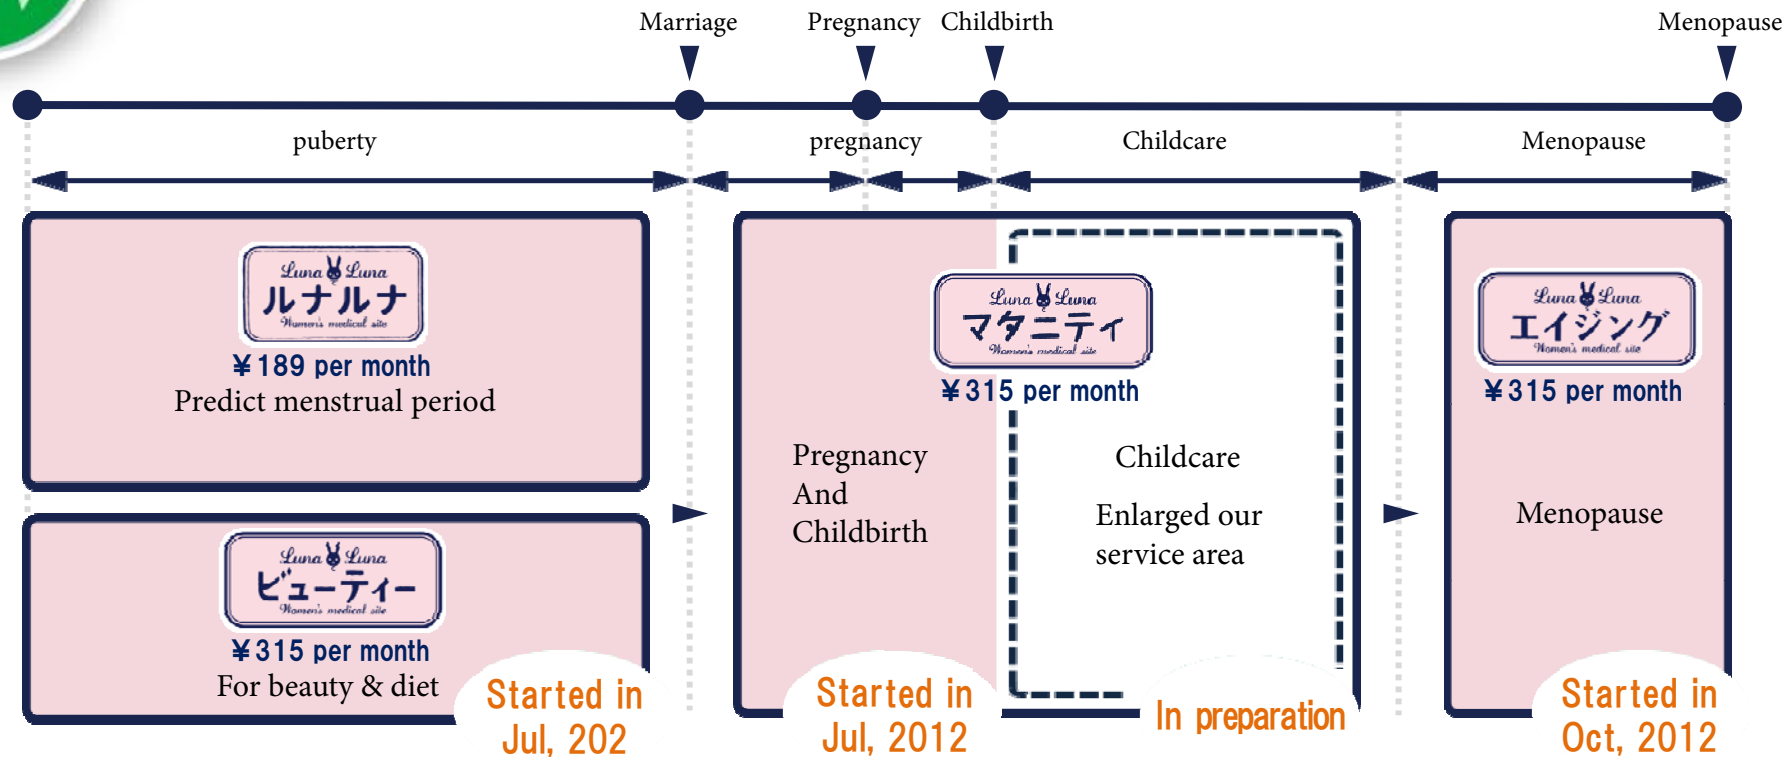 Marriage
Pregnancy
Childbirth
Menopause
puberty
pregnancy
Childcare
Menopause
Luna Luna
ルナルナ
Women's medical site
¥189 per month
Predict menstrual period
Luna Luna
ビューティー
Women's medical site
¥315 per month
For beauty & diet
Started in
Jul, 202
Luna Luna
マタニティ
Women's medical site
¥315 per month
Pregnancy
And
Childbirth
Started in
Jul, 2012
Childcare
Enlarged our
service area
In preparation
Luna Luna
エイジング
Women's medical site
¥315 per month
Menopause
Started in
Oct, 2012